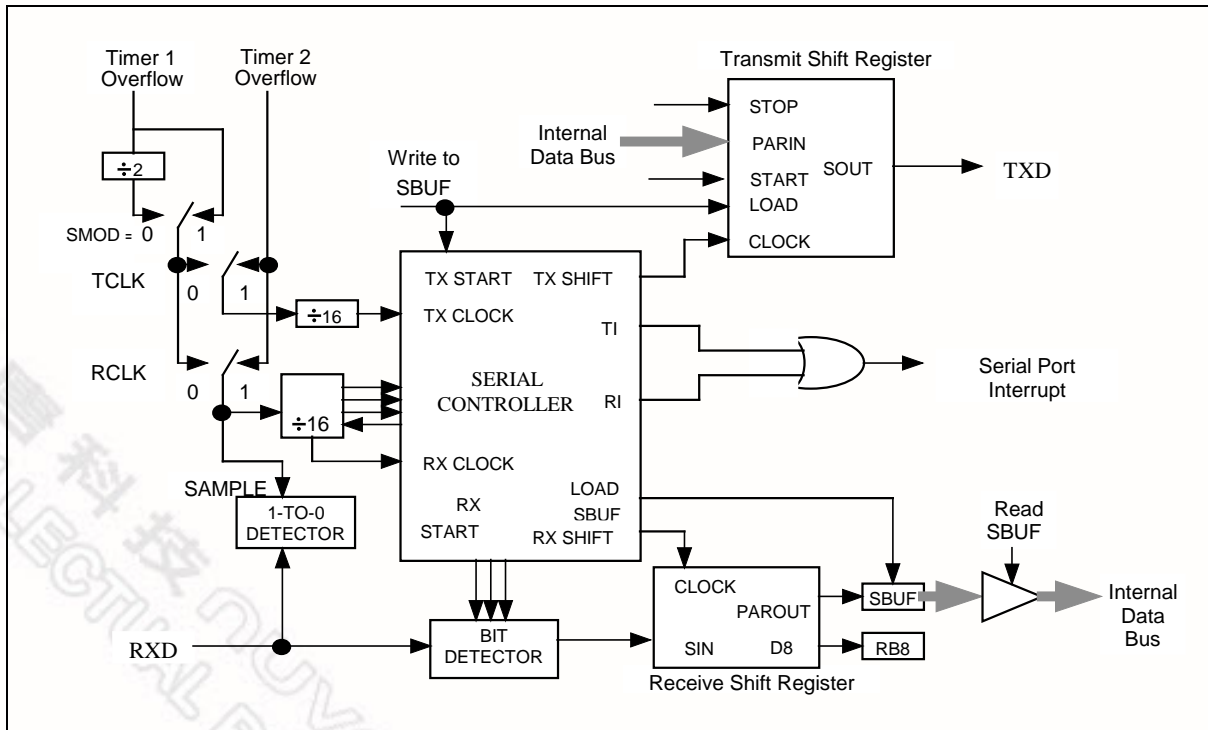 Timer 1
Overflow
Timer 2
Overflow
÷2
SMOD = 0
1
TCLK
0
1
÷16
RCLK
0
1
÷16
SAMPLE
1-TO-0
DETECTOR
RXD
Write to
SBUF
TX START
TX SHIFT
TX CLOCK
TI
SERIAL
CONTROLLER
RI
RX CLOCK
LOAD
SBUF
RX
START
RX SHIFT
BIT
DETECTOR
Transmit Shift Register
Internal
Data Bus
STOP
PARIN
START
LOAD
CLOCK
SOUT
TXD
Serial Port
Interrupt
CLOCK
PAROUT
SIN
D8
Receive Shift Register
SBUF
RB8
Read
SBUF
Internal
Data
Bus
科技